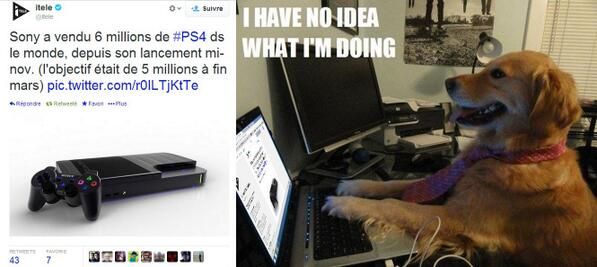 itele
@itele
Suivre
Sony a vendu 6 millions de #PS4 ds
le monde, depuis son lancement mi-
nov. (l'objectif était de 5 millions à fin
mars) pic.twitter.com/r0ILTjKtTe
Répondre Retweeté Favori Plus
RETWEETS
43
FAVORIS
7
I HAVE NO IDEA
WHAT I'M DOING
itele